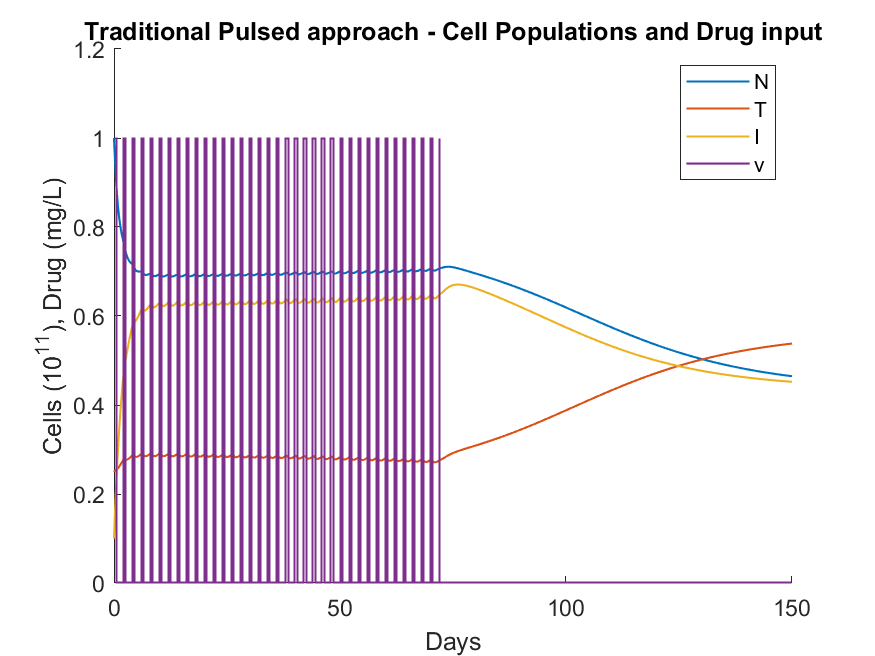 Traditional Pulsed approach - Cell Populations and Drug input
1.2
1
0.8
0.6
0.4
0.2
0
Cells (10^11), Drug (mg/L)
N
T
I
v
0
50
100
150
Days